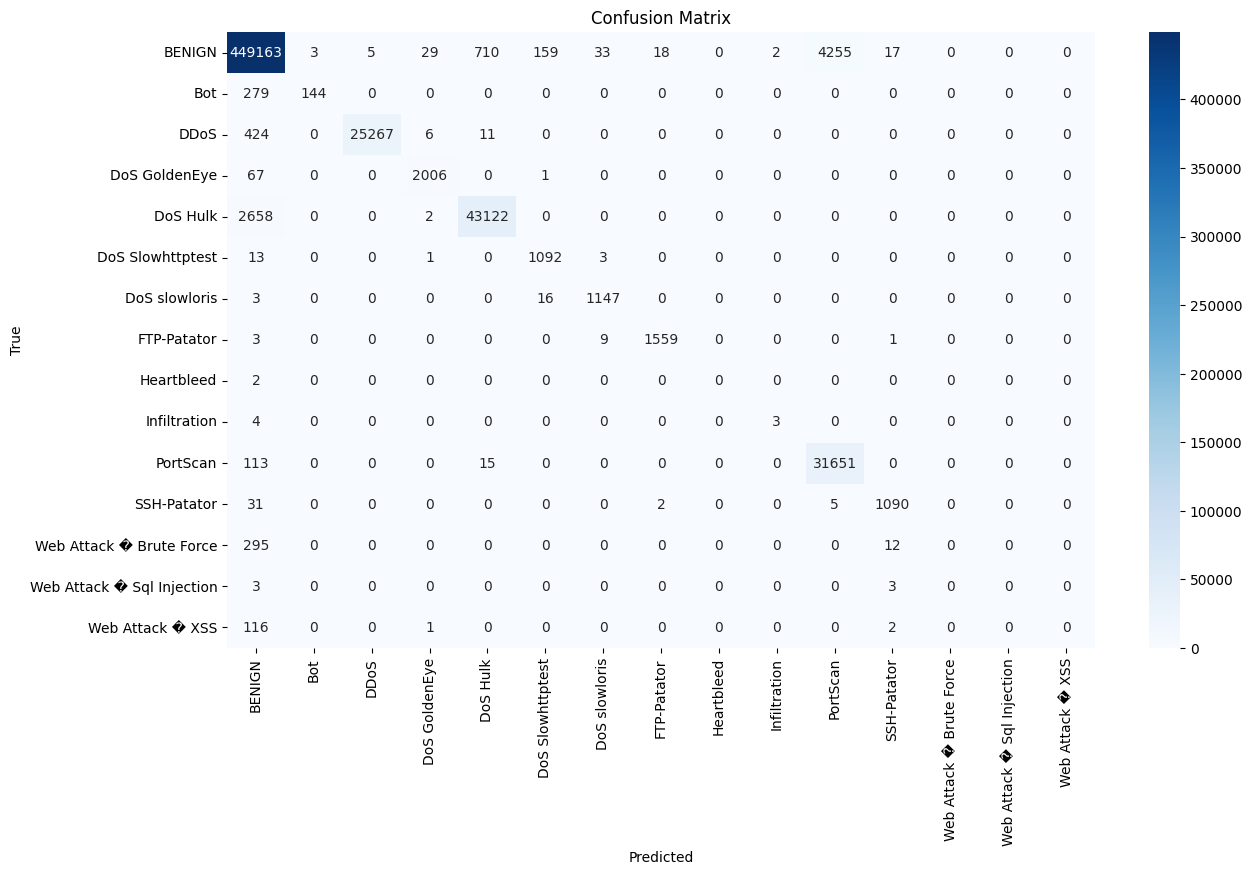 Confusion Matrix
BENIGN 449163 3 5 29 710 159 33 18 0 2 4255 17 0 0 0
Bot 279 144 0 0 0 0 0 0 0 0 0 0 0 0 0
DDoS 424 0 25267 6 11 0 0 0 0 0 0 0 0 0 0
DoS GoldenEye 67 0 0 2006 0 1 0 0 0 0 0 0 0 0 0
DoS Hulk 2658 0 0 2 43122 0 0 0 0 0 0 0 0 0 0
DoS Slowhttptest 13 0 0 1 0 1092 3 0 0 0 0 0 0 0 0
DoS slowloris 3 0 0 0 0 16 1147 0 0 0 0 0 0 0 0
FTP-Patator 3 0 0 0 0 0 9 1559 0 0 0 1 0 0 0
Heartbleed 2 0 0 0 0 0 0 0 0 0 0 0 0 0 0
Infiltration 4 0 0 0 0 0 0 0 0 3 0 0 0 0 0
PortScan 113 0 0 0 15 0 0 0 0 0 31651 0 0 0 0
SSH-Patator 31 0 0 0 0 0 0 2 0 0 5 1090 0 0 0
Web Attack � Brute Force 295 0 0 0 0 0 0 0 0 0 0 12 0 0 0
Web Attack � Sql Injection 3 0 0 0 0 0 0 0 0 0 0 3 0 0 0
Web Attack � XSS 116 0 0 1 0 0 0 0 0 0 0 2 0 0 0
True
BENIGN
Bot
DDoS
DoS GoldenEye
DoS Hulk
DoS Slowhttptest
DoS slowloris
FTP-Patator
Heartbleed
Infiltration
PortScan
SSH-Patator
Web Attack � Brute Force
Web Attack � Sql Injection
Web Attack � XSS
Predicted
400000
350000
300000
250000
200000
150000
100000
50000
0